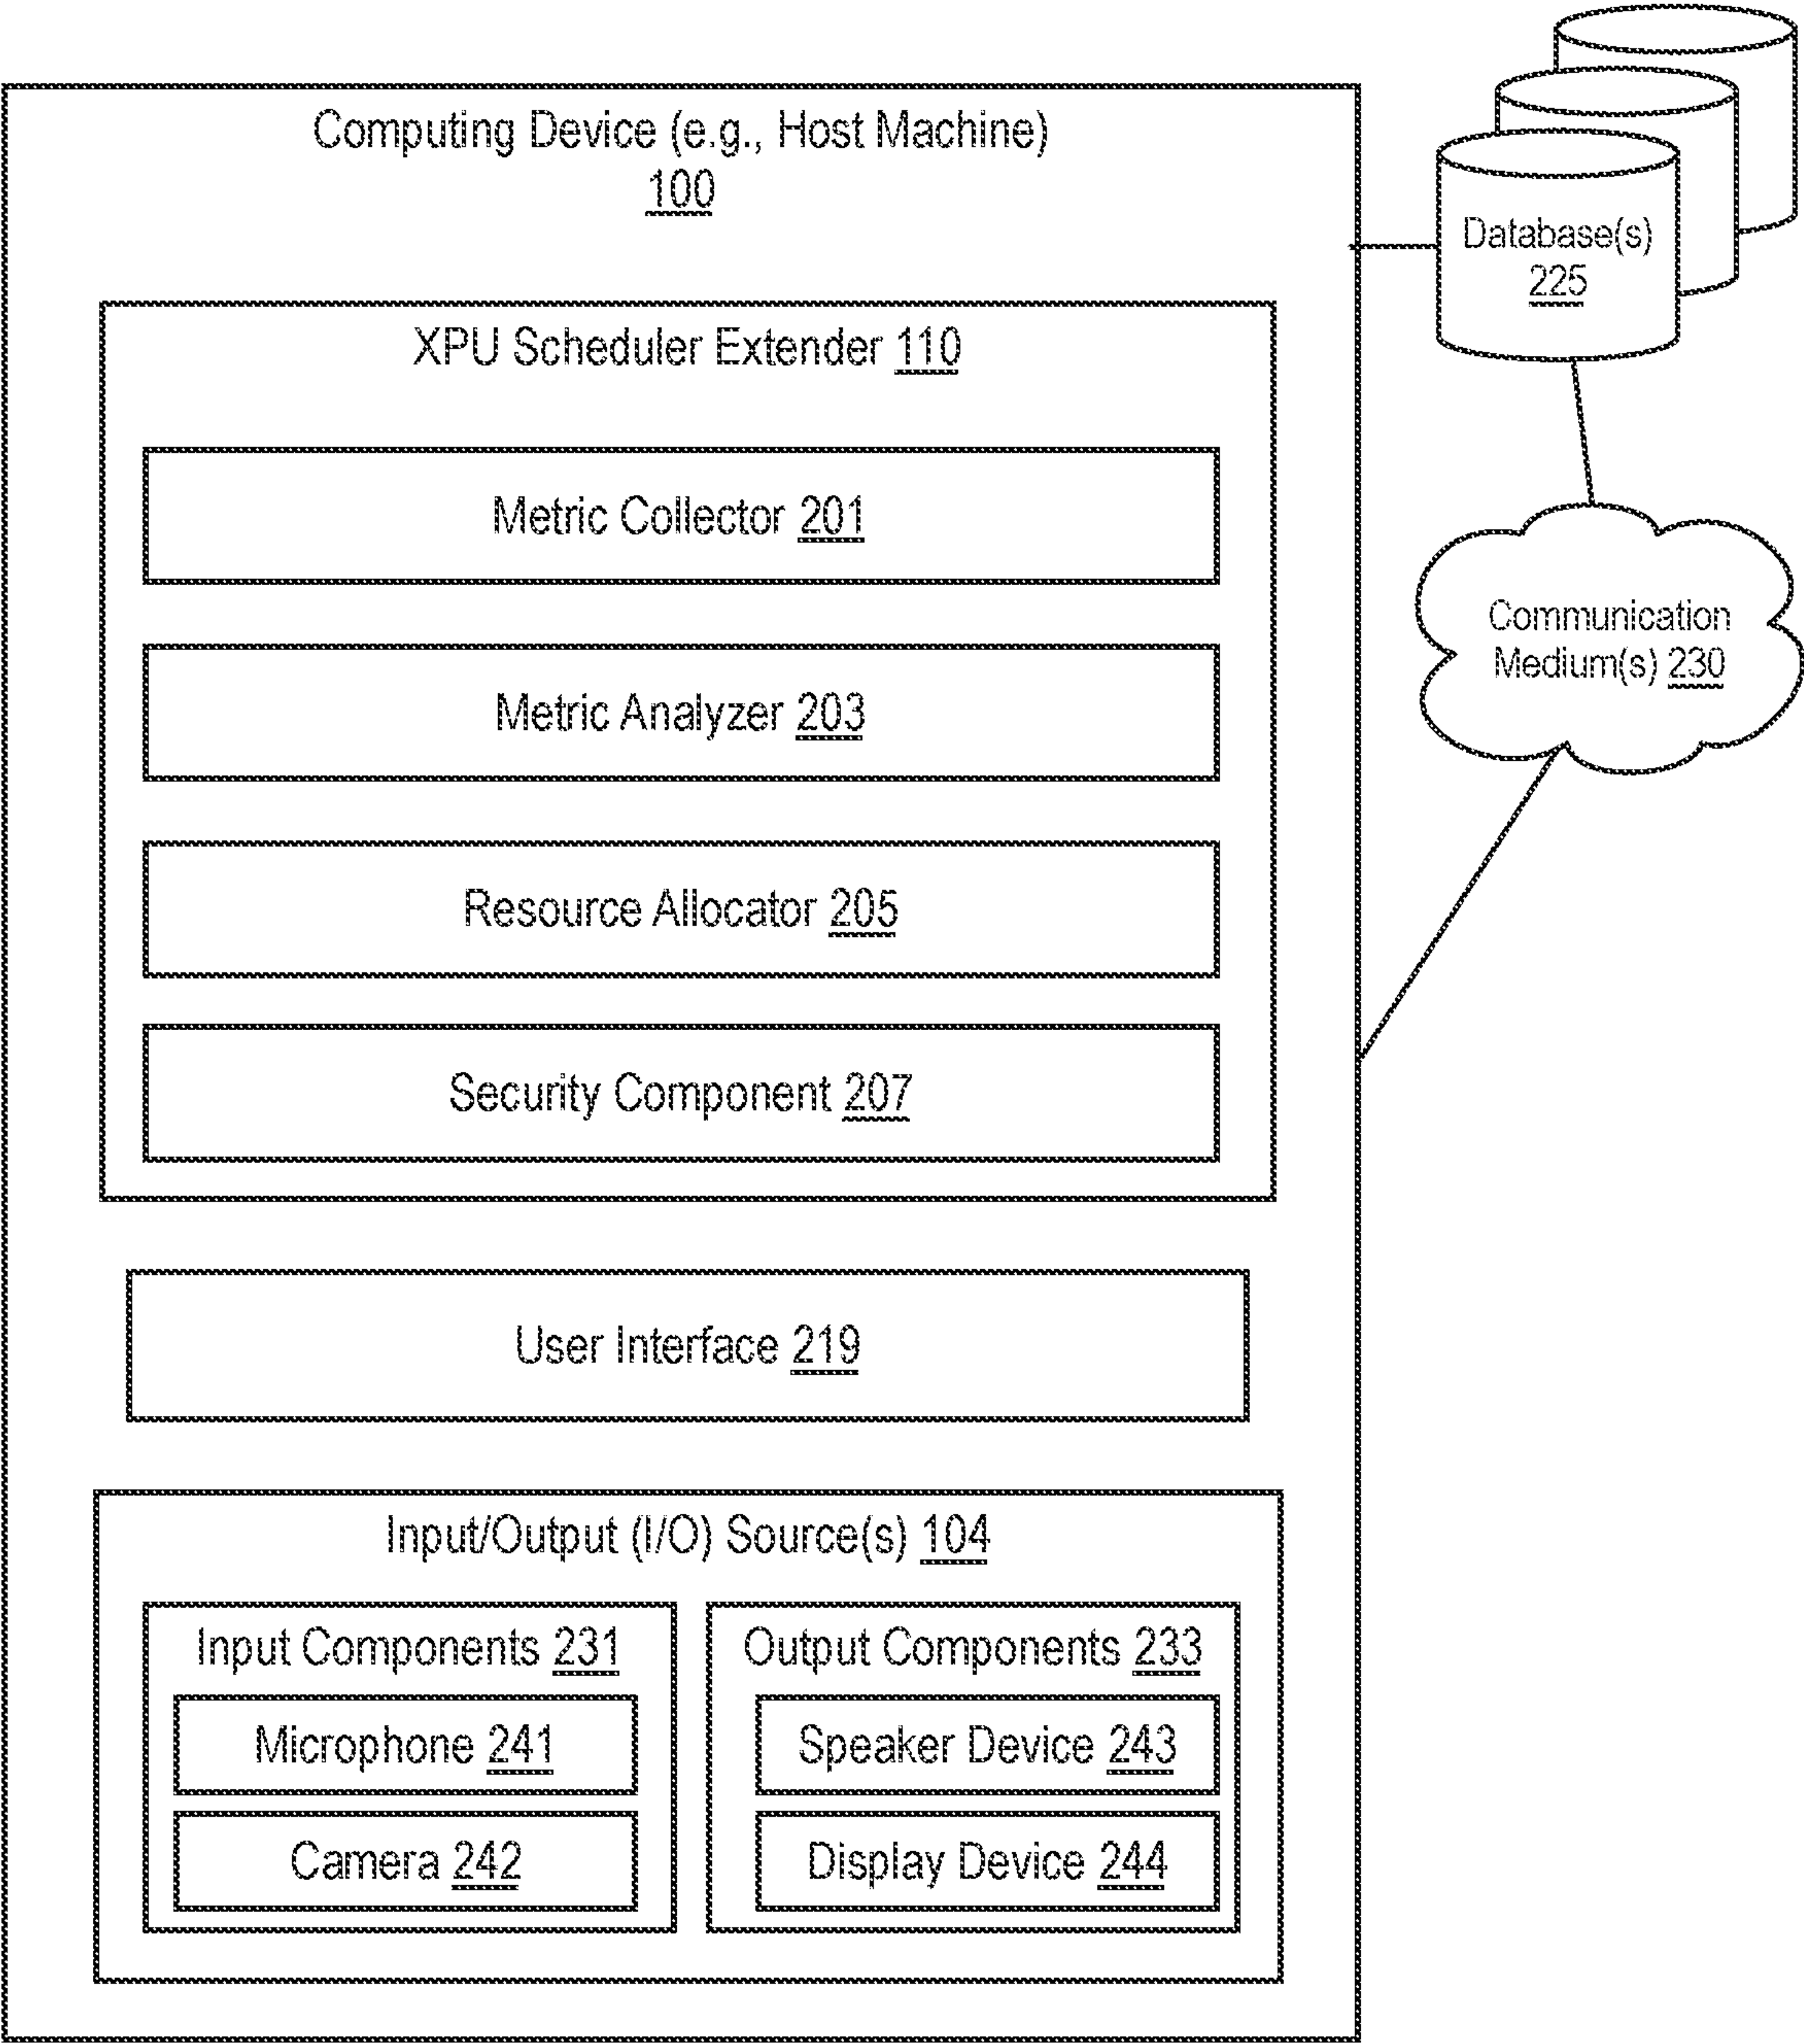 Computing Device (e.g., Host Machine)
100
Database(s)
225
XPU Scheduler Extender 110
Metric Collector 201
Communication
Medium(s) 230
Metric Analyzer 203
Resource Allocator 205
Security Component 207
User Interface 219
Input/Output (I/O) Source(s) 104
Input Components 231
Microphone 241
Camera 242
Output Components 233
Speaker Device 243
Display Device 244